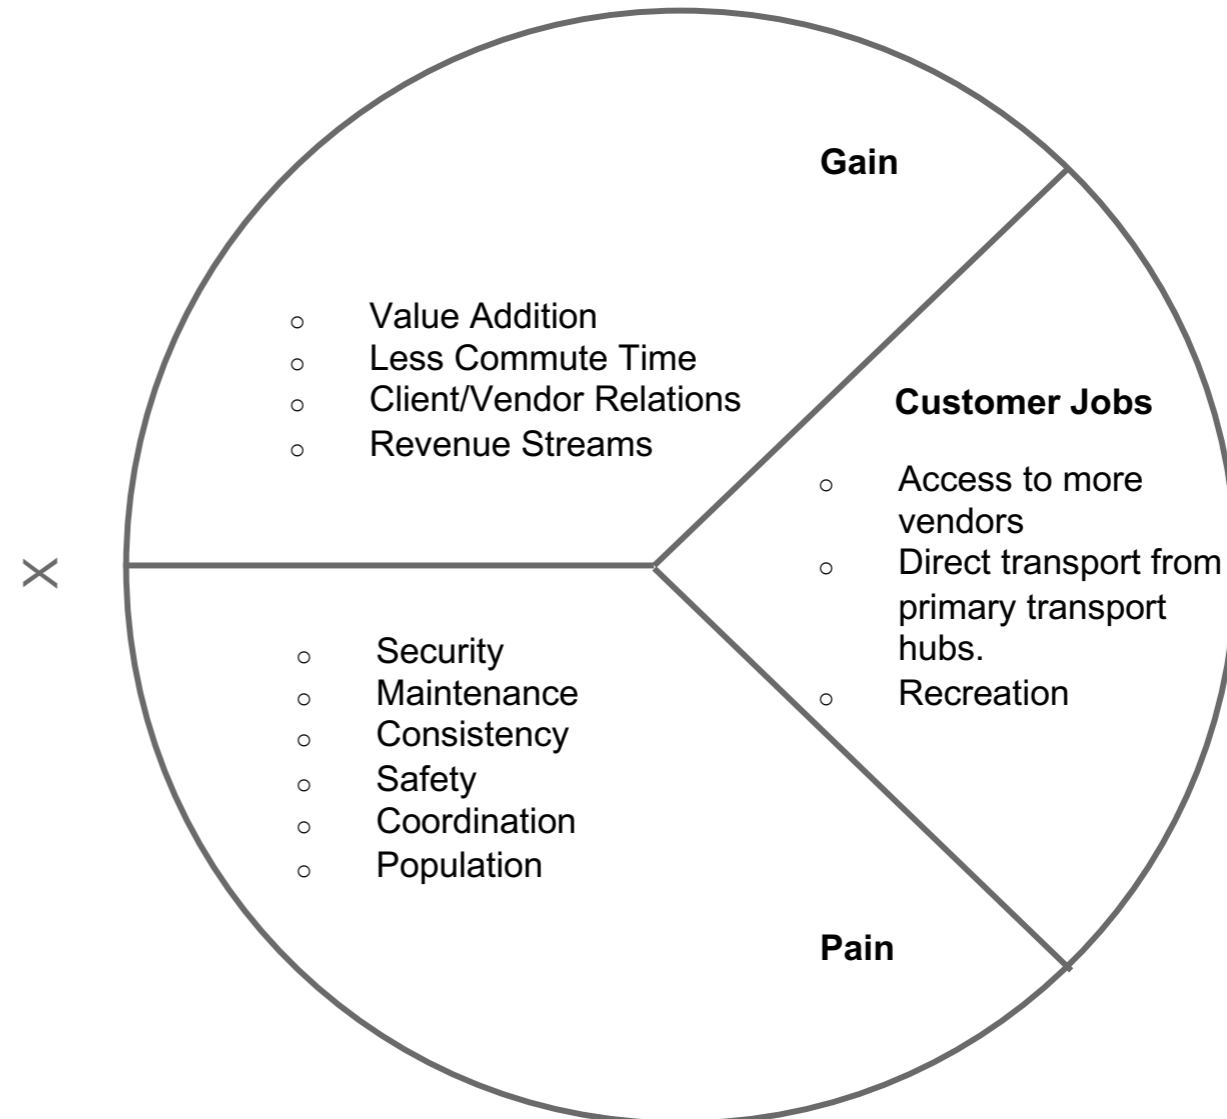 Gain
Value Addition
Less Commute Time
Client/Vendor Relations
Revenue Streams
Customer Jobs
Access to more
vendors
Direct transport from
primary transport
hubs.
Recreation
X
Security
Maintenance
Consistency
Safety
Coordination
Population
Pain